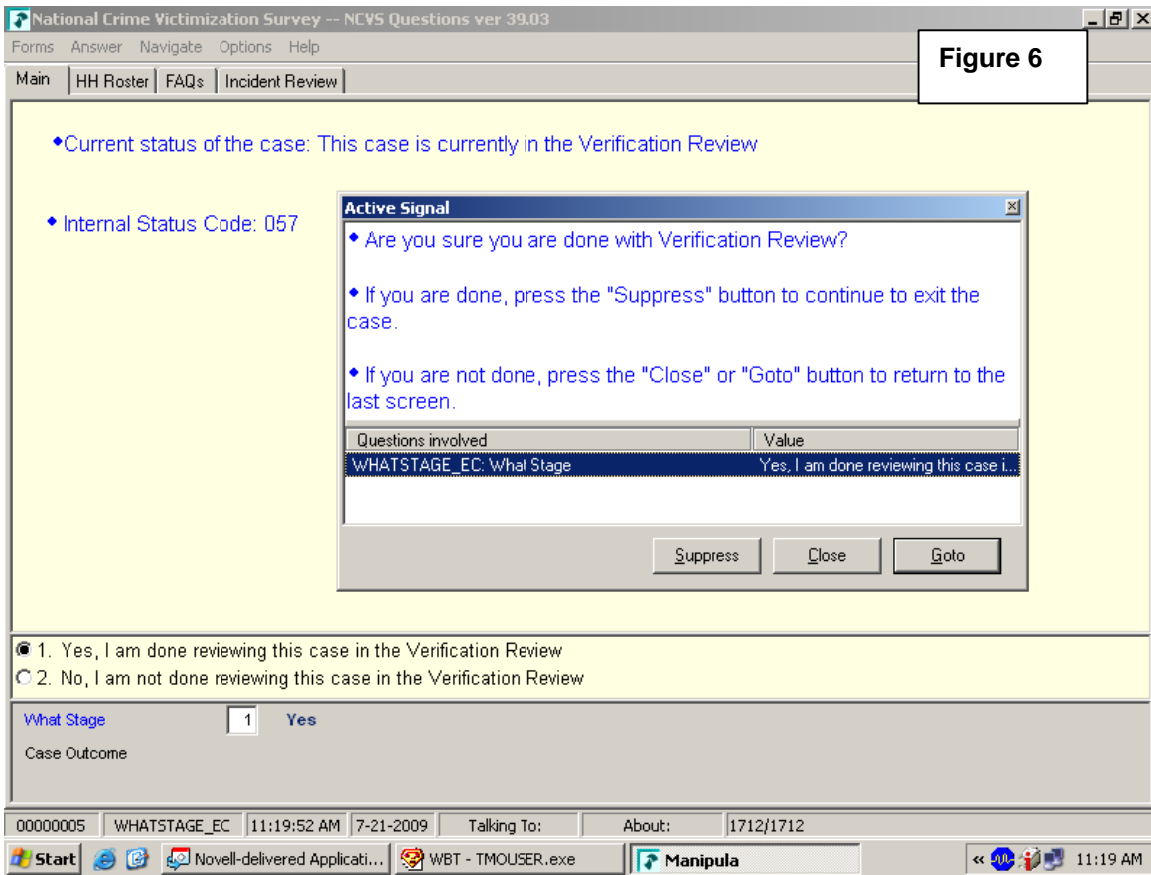 National Crime Victimization Survey -- NCVS Questions ver 39.03
Forms Answer Navigate Options Help
Figure 6
Main HH Roster FAQs Incident Review
•Current status of the case: This case is currently in the Verification Review
• Internal Status Code: 057
Active Signal
• Are you sure you are done with Verification Review?
• If you are done, press the "Suppress" button to continue to exit the
case.
• If you are not done, press the "Close" or "Goto" button to return to the
last screen.
Questions involved Value
WHATSTAGE_EC: What Stage Yes, I am done reviewing this case i...
Suppress Close Goto
1. Yes, I am done reviewing this case in the Verification Review
2. No, I am not done reviewing this case in the Verification Review
What Stage 1 Yes
Case Outcome
00000005 WHATSTAGE_EC 11:19:52 AM 7-21-2009 Talking To: About: 1712/1712
Start Novell-delivered Applicati... WBT - TMOUSER.exe Manipula « 11:19 AM